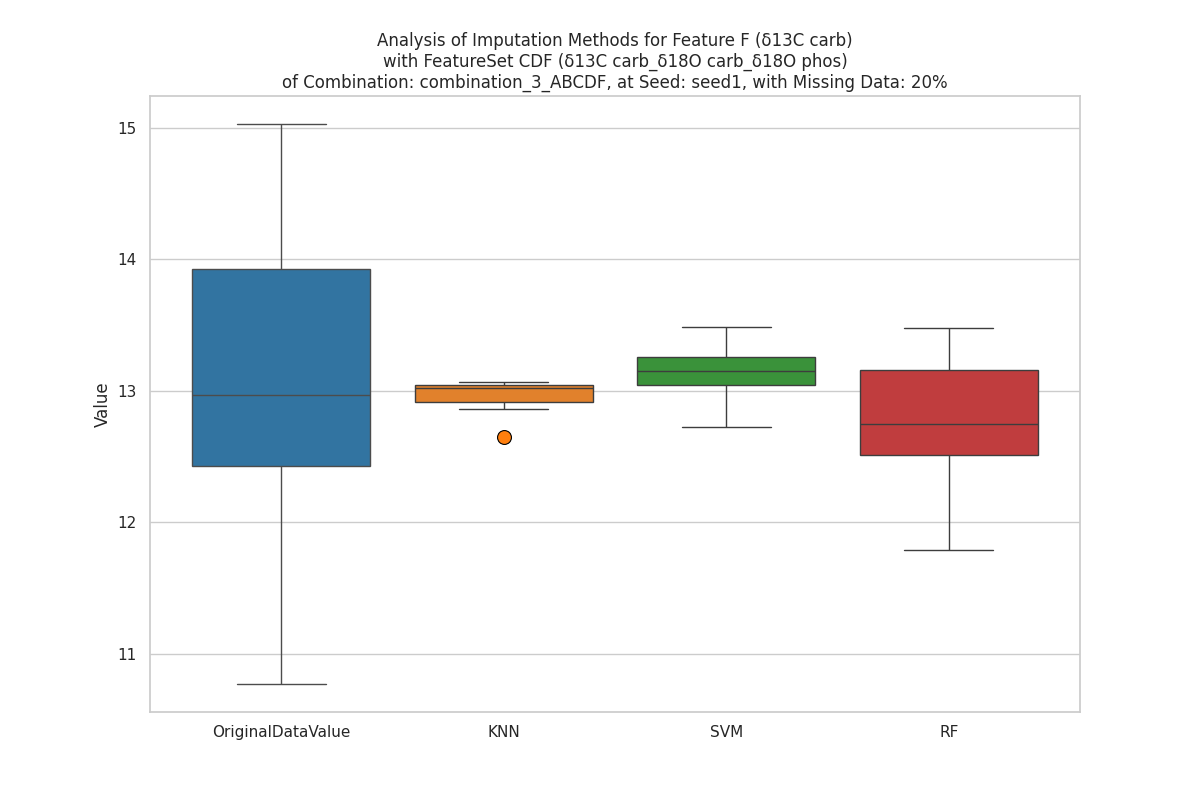 Analysis of Imputation Methods for Feature F (δ13C carb)
with FeatureSet CDF (δ13C carb_δ18O carb_δ18O phos)
of Combination: combination_3_ABCDF, at Seed: seed1, with Missing Data: 20%
15
14
13
12
11
Value
OriginalDataValue
KNN
SVM
RF